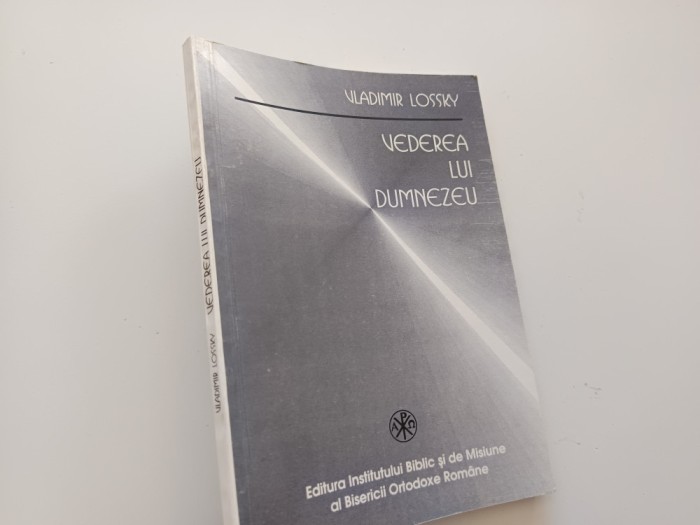 VLADIMIR LOSSKY
VEDEREA
LUI
DUMNEZEU
A P Ω
Editura Institutului Biblic și de Misiune
al Bisericii Ortodoxe Române
VLADIMIR LOSSKY VEDEREA LUI DUMNEZEU